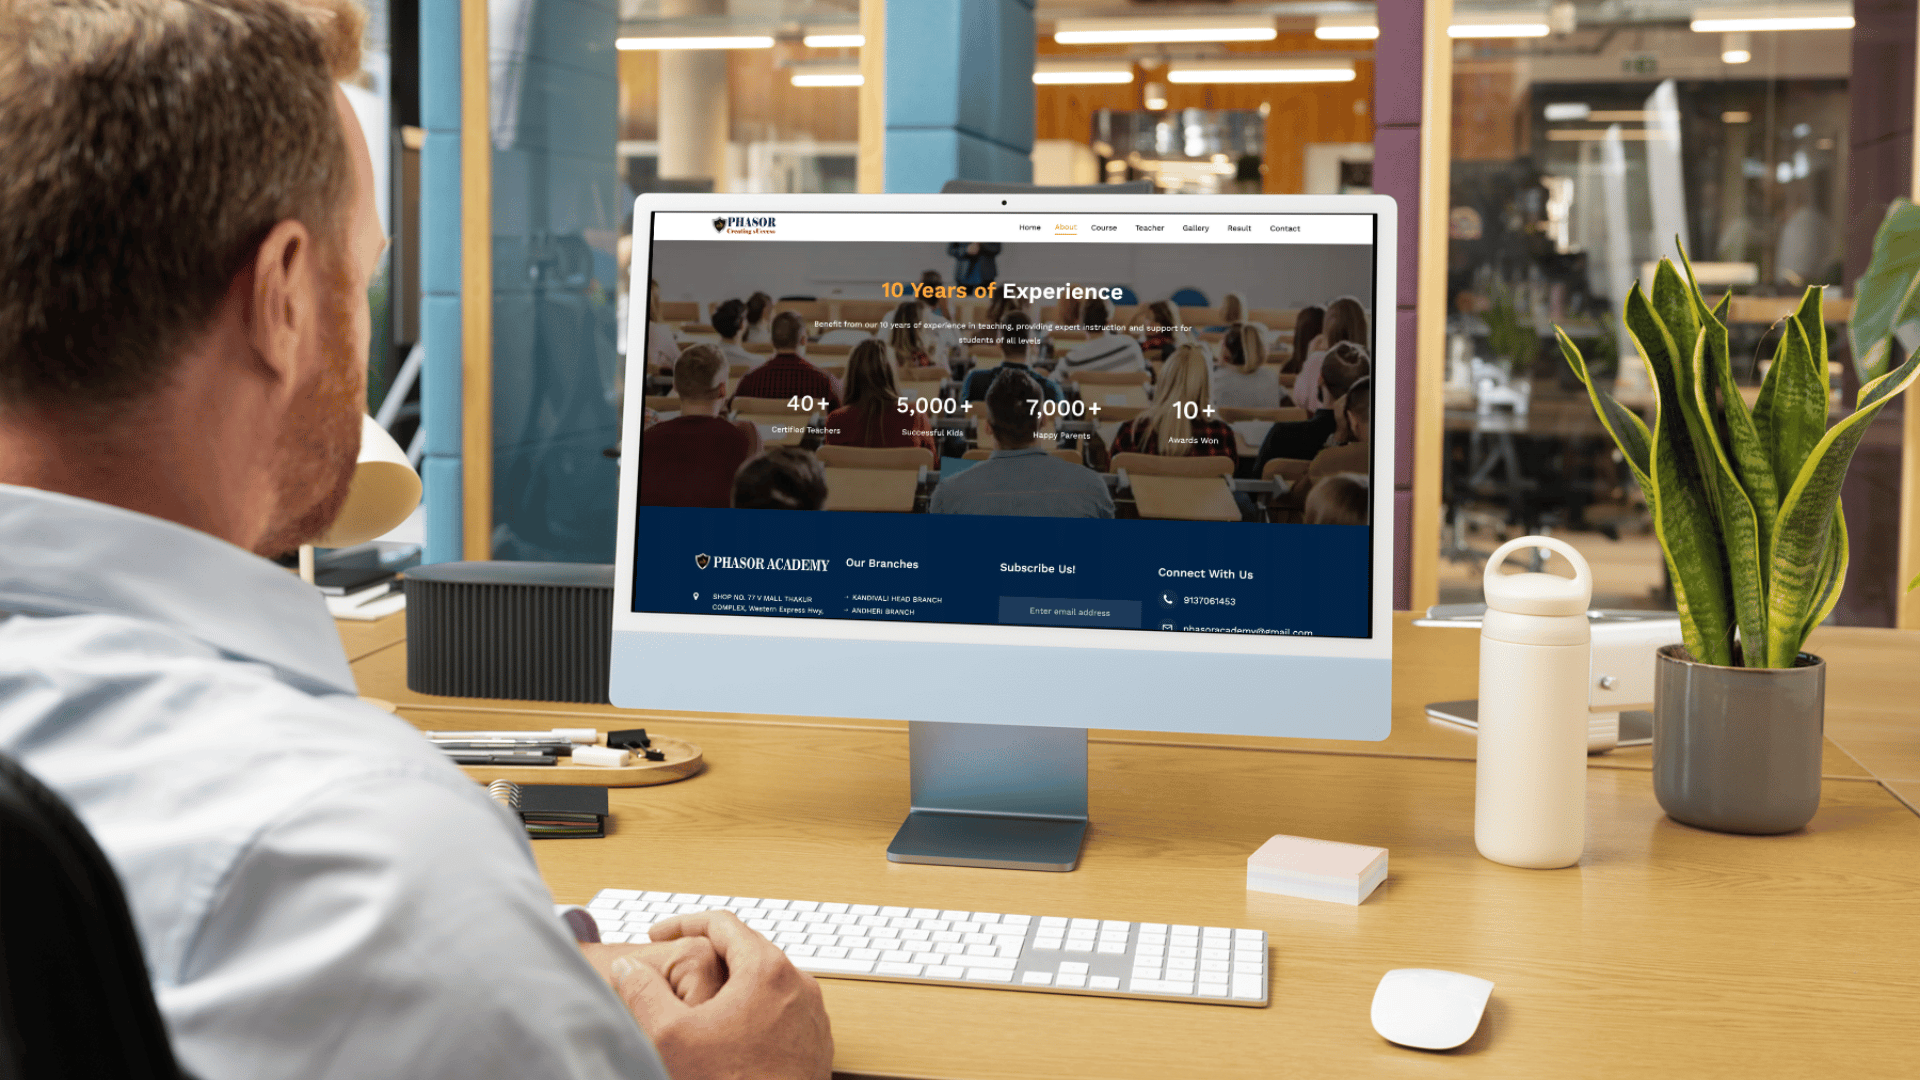 PHASOR
Creating sUccess
Home About Course Teacher Gallery Result Contact
10 Years of Experience
Benefit from our 10 years of experience in teaching, providing expert instruction and support for
students of all levels
40+ 5,000+ 7,000+ 10+
Certified Teachers Successful Kids Happy Parents Awards Won
PHASOR ACADEMY Our Branches Subscribe Us! Connect With Us
SHOP NO. 77 V MALL THAKUR
COMPLEX, Western Express Hwy,
→ KANDIVALI HEAD BRANCH
→ ANDHERI BRANCH
Enter email address
9137061453
phasoracademy@gmail.com